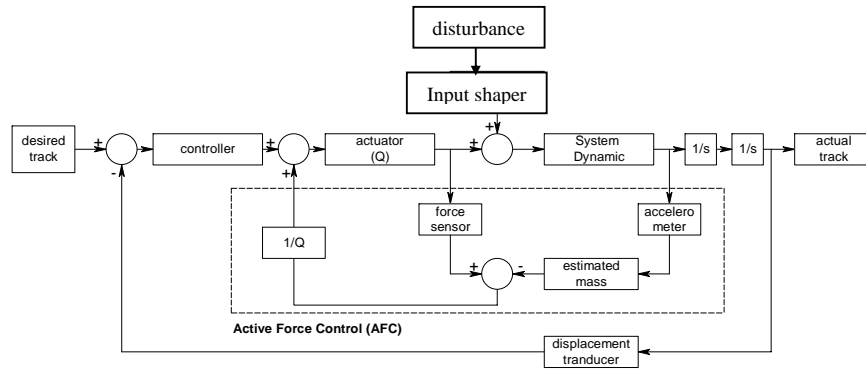 disturbance
Input shaper
desired
track
+
-
controller
+
+
actuator
(Q)
+
+
System
Dynamic
1/s
1/s
actual
track
force
sensor
accelero
meter
1/Q
+
-
estimated
mass
Active Force Control (AFC)
displacement
tranducer